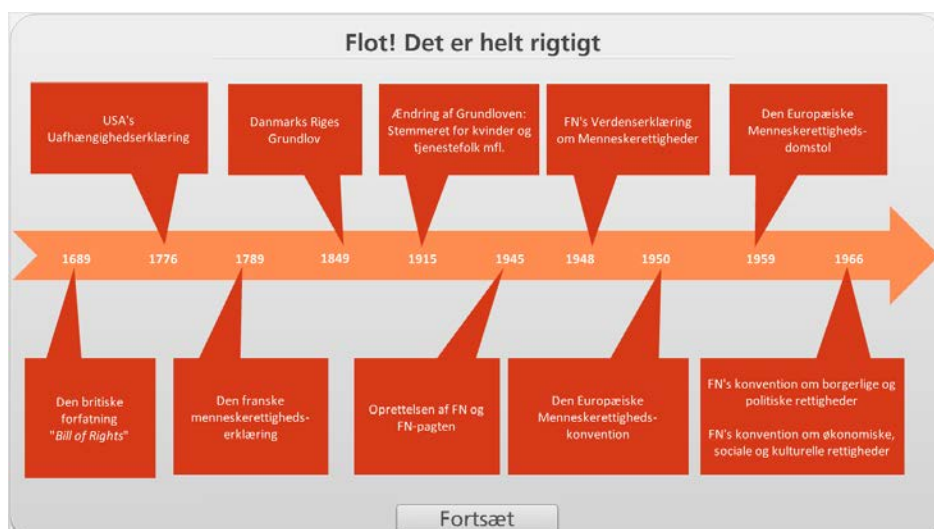 Flot! Det er helt rigtigt
USA's
Uafhængighedserklæring
Danmarks Riges
Grundlov
Ændring af Grundloven:
Stemmeret for kvinder og
tjenestefolk mfl.
FN's Verdenserklæring
om Menneskerettigheder
Den Europæiske
Menneskerettigheds-
domstol
1689
1776
1789
1849
1915
1945
1948
1950
1959
1966
Den britiske
forfatning
"Bill of Rights"
Den franske
menneskerettigheds-
erklæring
Oprettelsen af FN og
FN-pagten
Den Europæiske
Menneskerettigheds-
konvention
FN's konvention om borgerlige og
politiske rettigheder
FN's konvention om økonomiske,
sociale og kulturelle rettigheder
Fortsæt